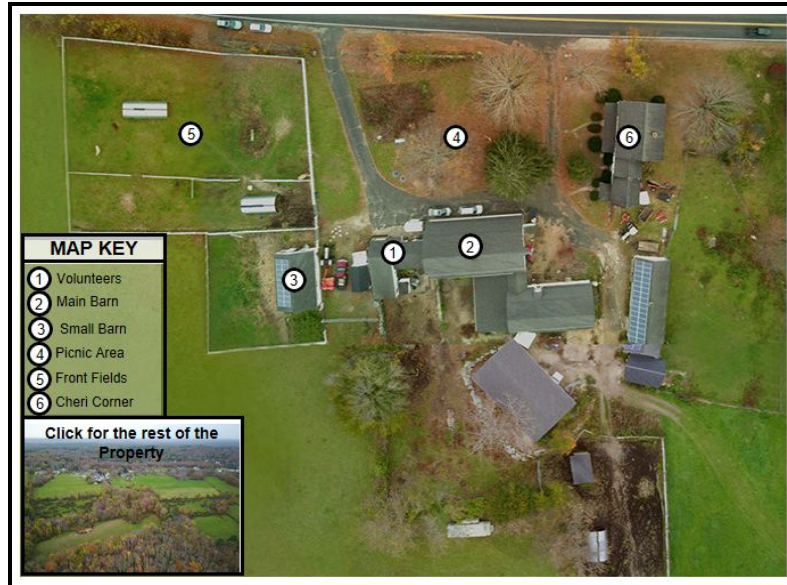 5
4
6
1
2
3
MAP KEY
1 Volunteers
2 Main Barn
3 Small Barn
4 Picnic Area
5 Front Fields
6 Cheri Corner
Click for the rest of the
Property